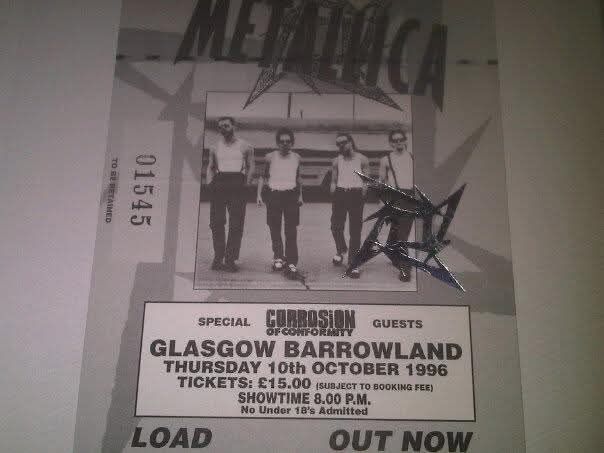 METALLICA
01545
TO BE RETAINED
SPECIAL CORROSION OF CONFORMITY GUESTS
GLASGOW BARROWLAND
THURSDAY 10th OCTOBER 1996
TICKETS: £15.00 (SUBJECT TO BOOKING FEE)
SHOWTIME 8.00 P.M.
No Under 18's Admitted
LOAD OUT NOW